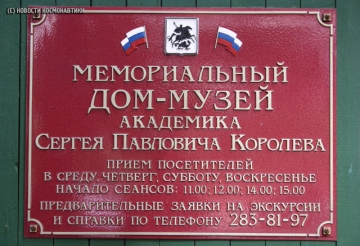 (C) НОВОСТИ КОСМОНАВТИКИ
МЕМОРИАЛЬНЫЙ
ДОМ-МУЗЕЙ
АКАДЕМИКА
СЕРГЕЯ ПАВЛОВИЧА КОРОЛЕВА
ПРИЕМ ПОСЕТИТЕЛЕЙ
В СРЕДУ, ЧЕТВЕРГ, СУББОТУ, ВОСКРЕСЕНЬЕ
НАЧАЛО СЕАНСОВ: 11.00; 12.00; 14.00; 15.00
ПРЕДВАРИТЕЛЬНЫЕ ЗАЯВКИ НА ЭКСКУРСИИ
И СПРАВКИ ПО ТЕЛЕФОНУ 283-81-97